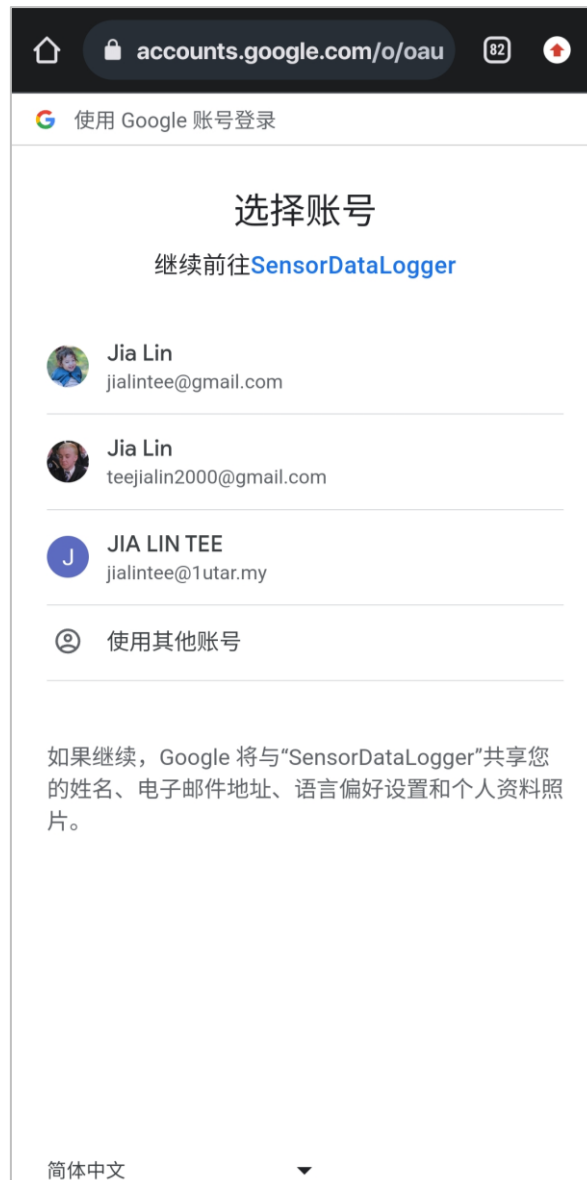 accounts.google.com/o/oau
82
使用 Google 账号登录
选择账号
继续前往SensorDataLogger
Jia Lin
jialintee@gmail.com
Jia Lin
teejialin2000@gmail.com
J
JIA LIN TEE
jialintee@1utar.my
使用其他账号
如果继续，Google 将与“SensorDataLogger”共享您
的姓名、电子邮件地址、语言偏好设置和个人资料照
片。
简体中文